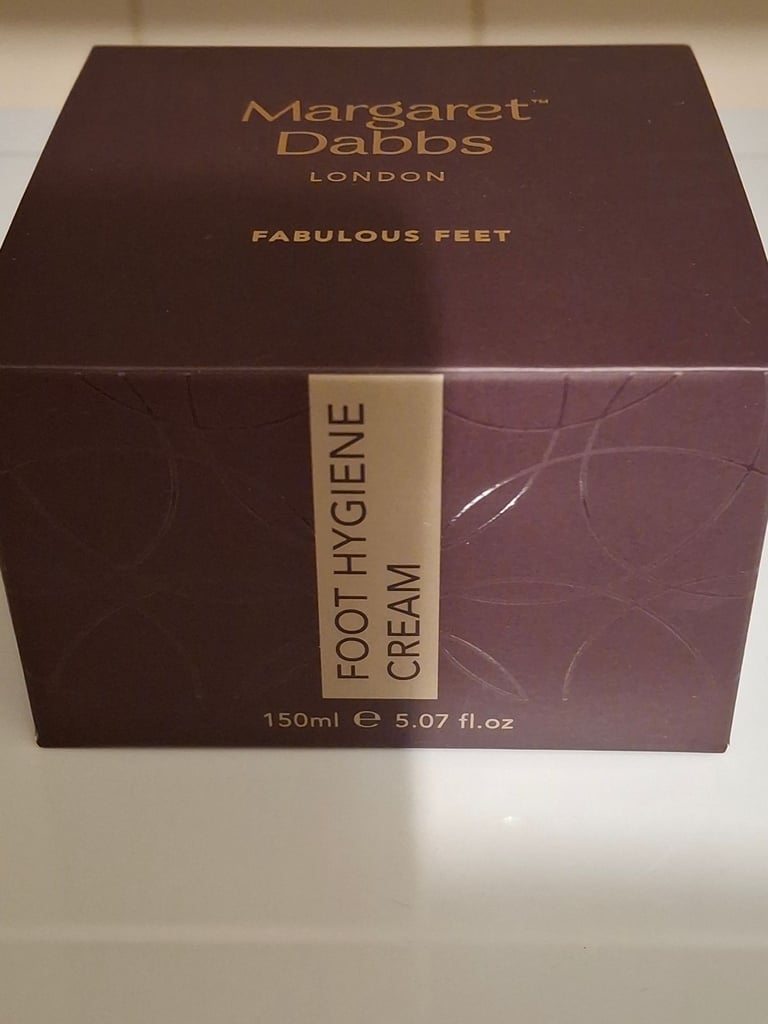 Margaret™
Dabbs
LONDON
FABULOUS FEET
FOOT HYGIENE
CREAM
150ml ℮ 5.07 fl.oz